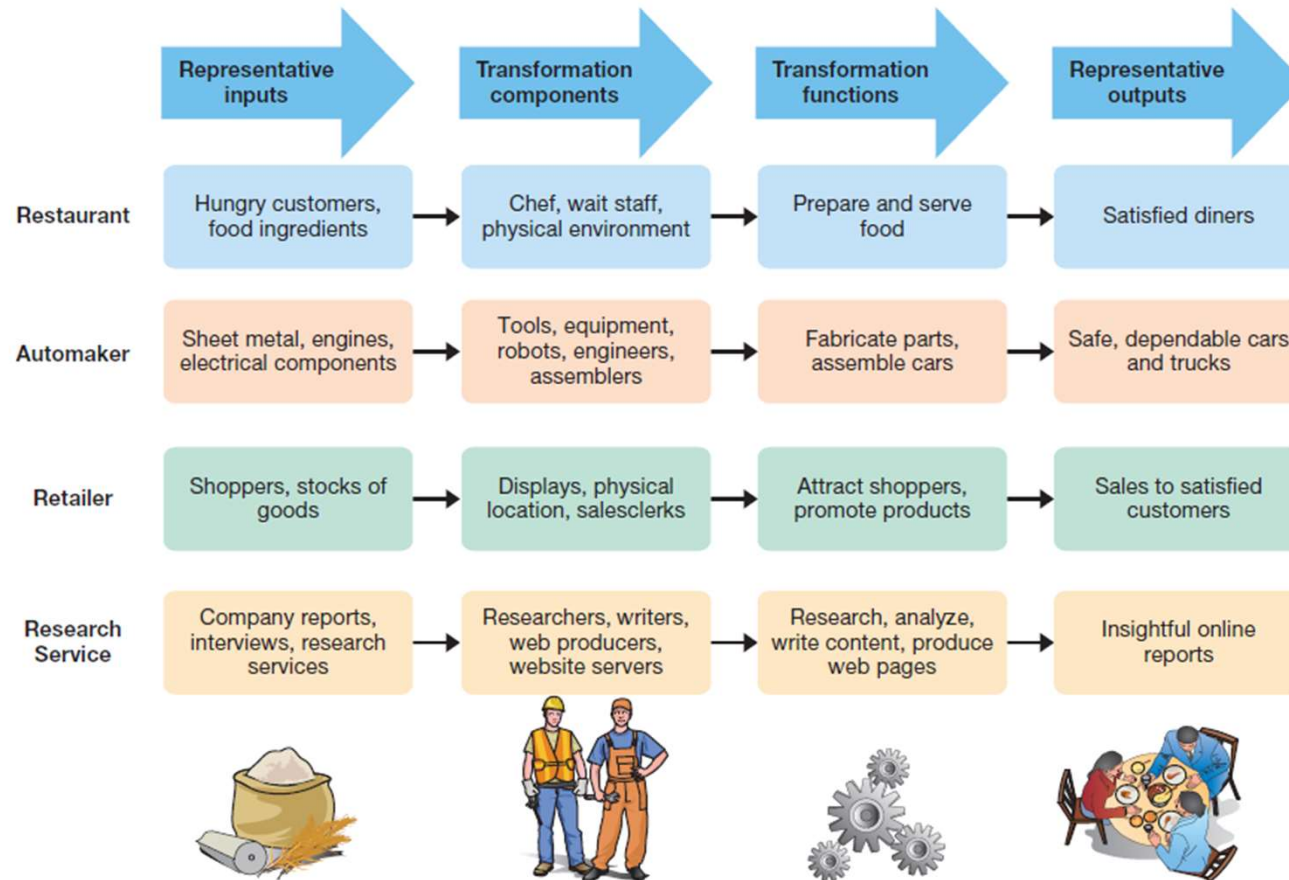 Representative
inputs
Transformation
components
Transformation
functions
Representative
outputs
Restaurant
Hungry customers,
food ingredients
Chef, wait staff,
physical environment
Prepare and serve
food
Satisfied diners
Automaker
Sheet metal, engines,
electrical components
Tools, equipment,
robots, engineers,
assemblers
Fabricate parts,
assemble cars
Safe, dependable cars
and trucks
Retailer
Shoppers, stocks of
goods
Displays, physical
location, salesclerks
Attract shoppers,
promote products
Sales to satisfied
customers
Research
Service
Company reports,
interviews, research
services
Researchers, writers,
web producers,
website servers
Research, analyze,
write content, produce
web pages
Insightful online
reports